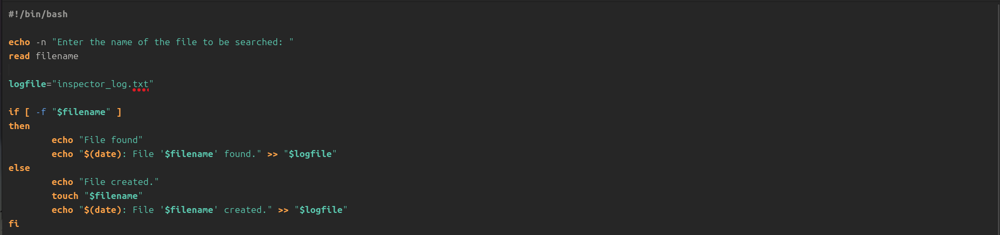 #!/bin/bash
echo -n "Enter the name of the file to be searched: "
read filename
logfile="inspector_log.txt"
if [ -f "$filename" ]
then
        echo "File found"
        echo "$(date): File '$filename' found." >> "$logfile"
else
        echo "File created."
        touch "$filename"
        echo "$(date): File '$filename' created." >> "$logfile"
fi